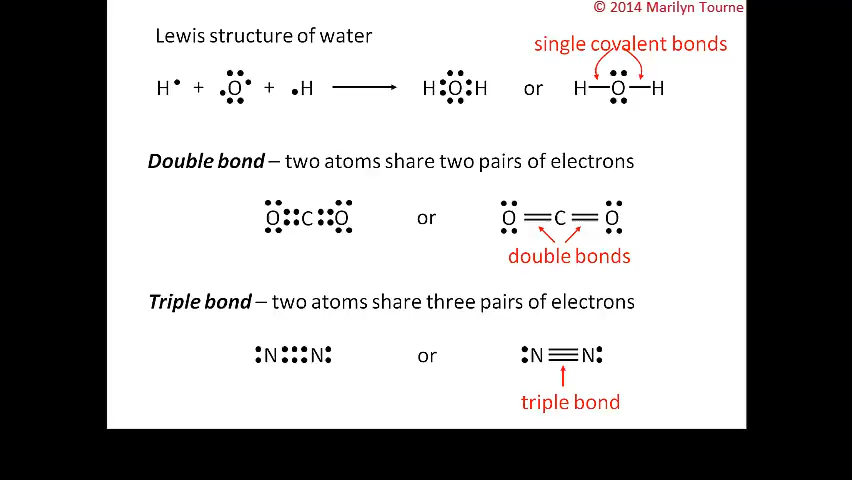 © 2014 Marilyn Tourne
Lewis structure of water
single covalent bonds
H + O + H H O H or H O H
Double bond – two atoms share two pairs of electrons
O C O or O C O
double bonds
Triple bond – two atoms share three pairs of electrons
:N N: or :N N:
triple bond